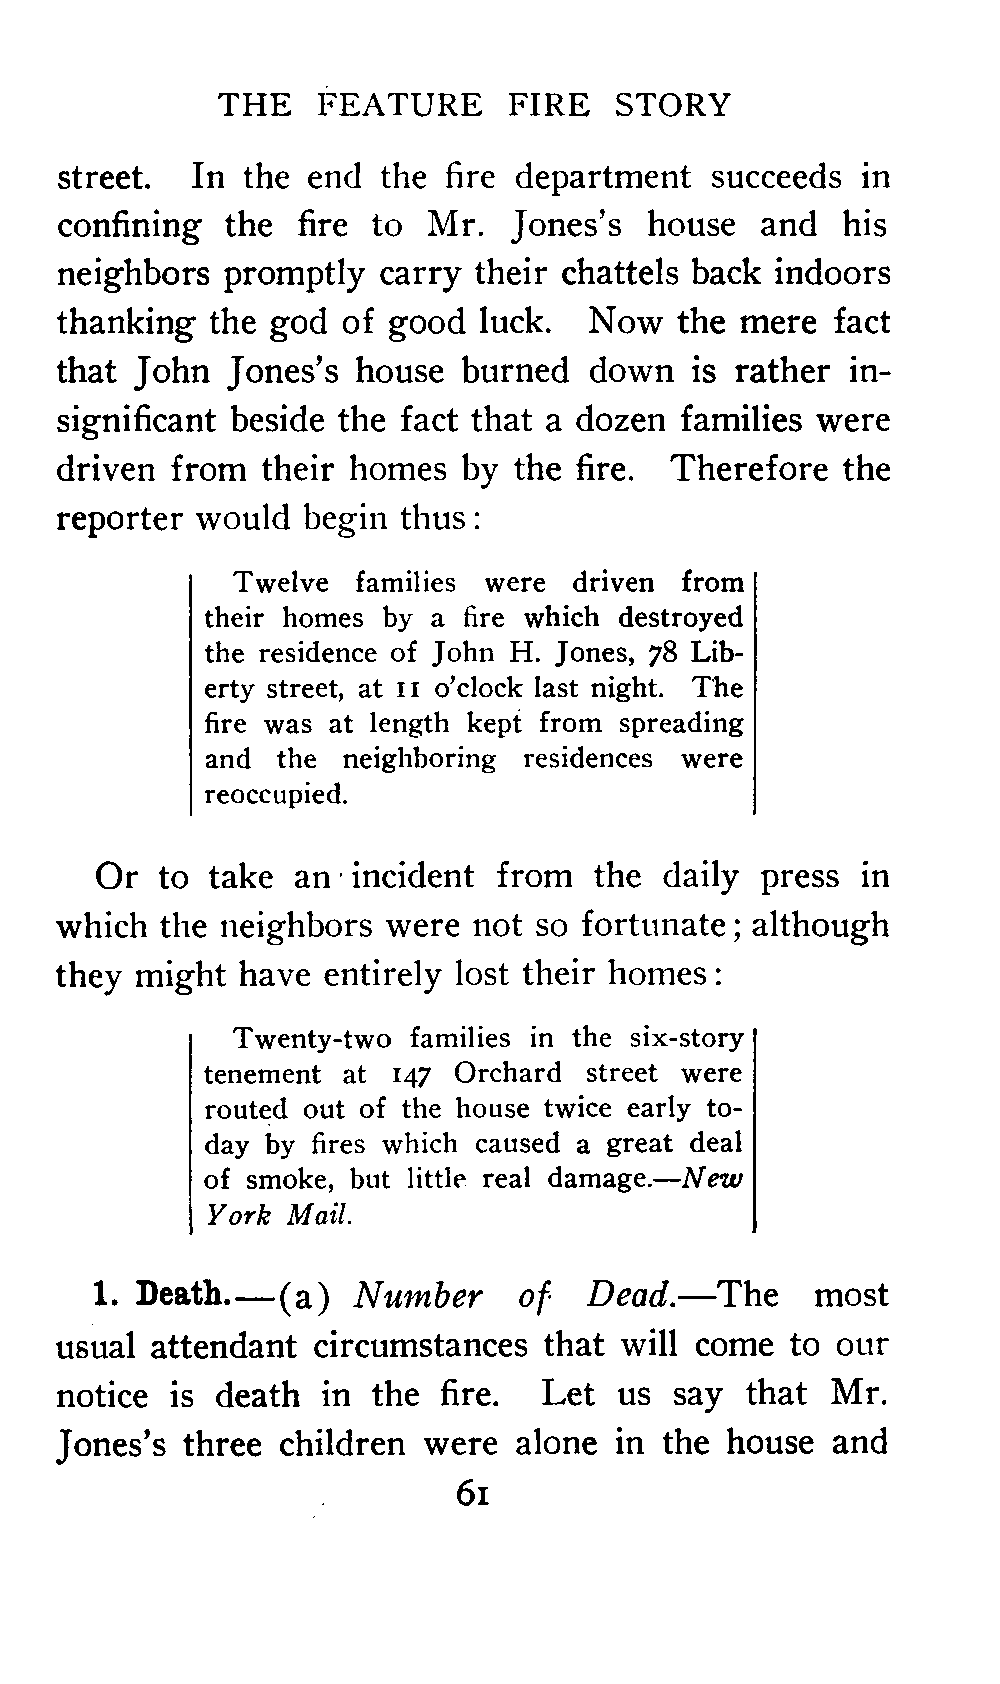 THE FEATURE FIRE STORY
street. In the end the fire department succeeds in
confining the fire to Mr. Jones's house and his
neighbors promptly carry their chattels back indoors
thanking the god of good luck. Now the mere fact
that John Jones's house burned down is rather in-
significant beside the fact that a dozen families were
driven from their homes by the fire. Therefore the
reporter would begin thus:
Twelve families were driven from
their homes by a fire which destroyed
the residence of John H. Jones, 78 Lib-
erty street, at 11 o'clock last night. The
fire was at length kept from spreading
and the neighboring residences were
reoccupied.
Or to take an incident from the daily press in
which the neighbors were not so fortunate; although
they might have entirely lost their homes:
Twenty-two families in the six-story
tenement at 147 Orchard street were
routed out of the house twice early to-
day by fires which caused a great deal
of smoke, but little real damage.—New
York Mail.
1. Death.—(a) Number of Dead.—The most
usual attendant circumstances that will come to our
notice is death in the fire. Let us say that Mr.
Jones's three children were alone in the house and
61